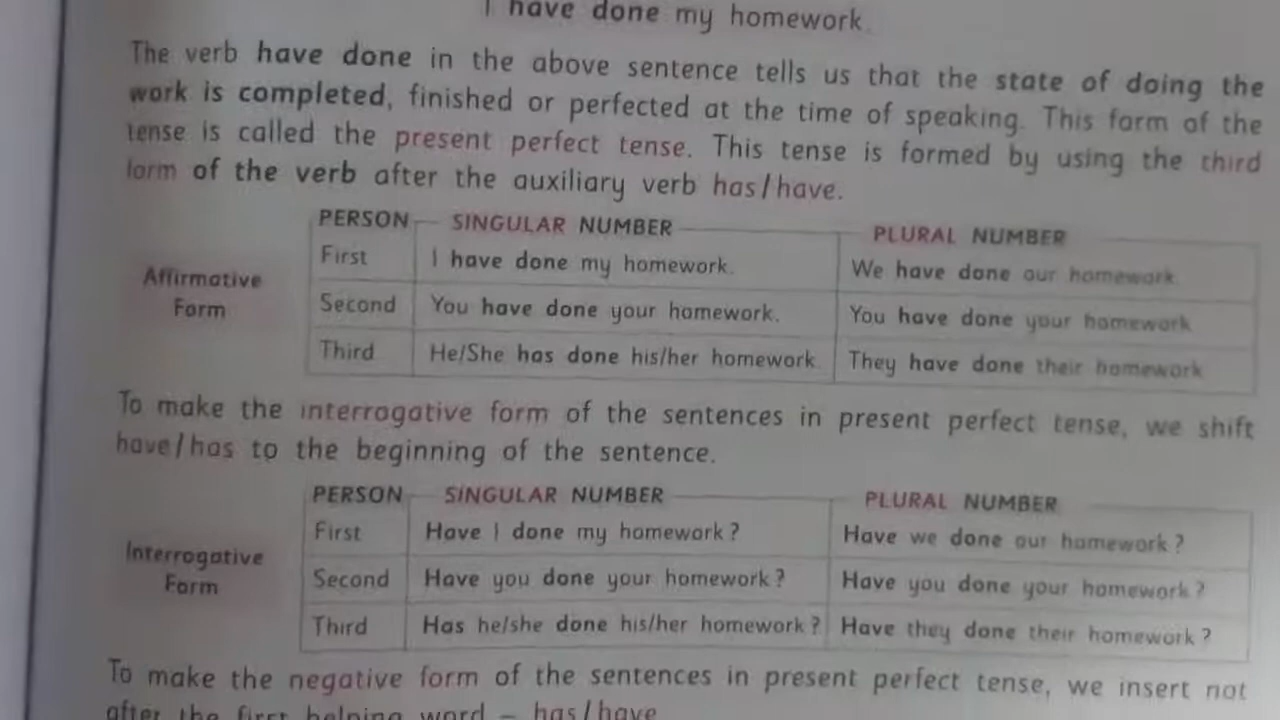 I have done my homework.
The verb have done in the above sentence tells us that the state of doing the
work is completed, finished or perfected at the time of speaking. This form of the
tense is called the present perfect tense. This tense is formed by using the third
form of the verb after the auxiliary verb has/have.
PERSON SINGULAR NUMBER PLURAL NUMBER
First I have done my homework. We have done our homework
Affirmative
Form
Second You have done your homework. You have done your homework
Third He/She has done his/her homework They have done their homework
To make the interrogative form of the sentences in present perfect tense, we shift
have/has to the beginning of the sentence.
PERSON SINGULAR NUMBER PLURAL NUMBER
First Have I done my homework? Have we done our homework?
Interrogative
Form
Second Have you done your homework? Have you done your homework?
Third Has he/she done his/her homework? Have they done their homework?
To make the negative form of the sentences in present perfect tense, we insert not
after the first helping word – has/have